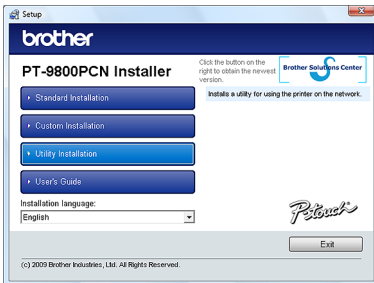 Setup
brother
PT-9800PCN Installer
Click the button on the
right to obtain the newest
version.
Brother Solutions Center
Standard Installation
Installs a utility for using the printer on the network.
Custom Installation
Utility Installation
User's Guide
Installation language:
English
P-touch
Exit
(c) 2009 Brother Industries, Ltd. All Rights Reserved.